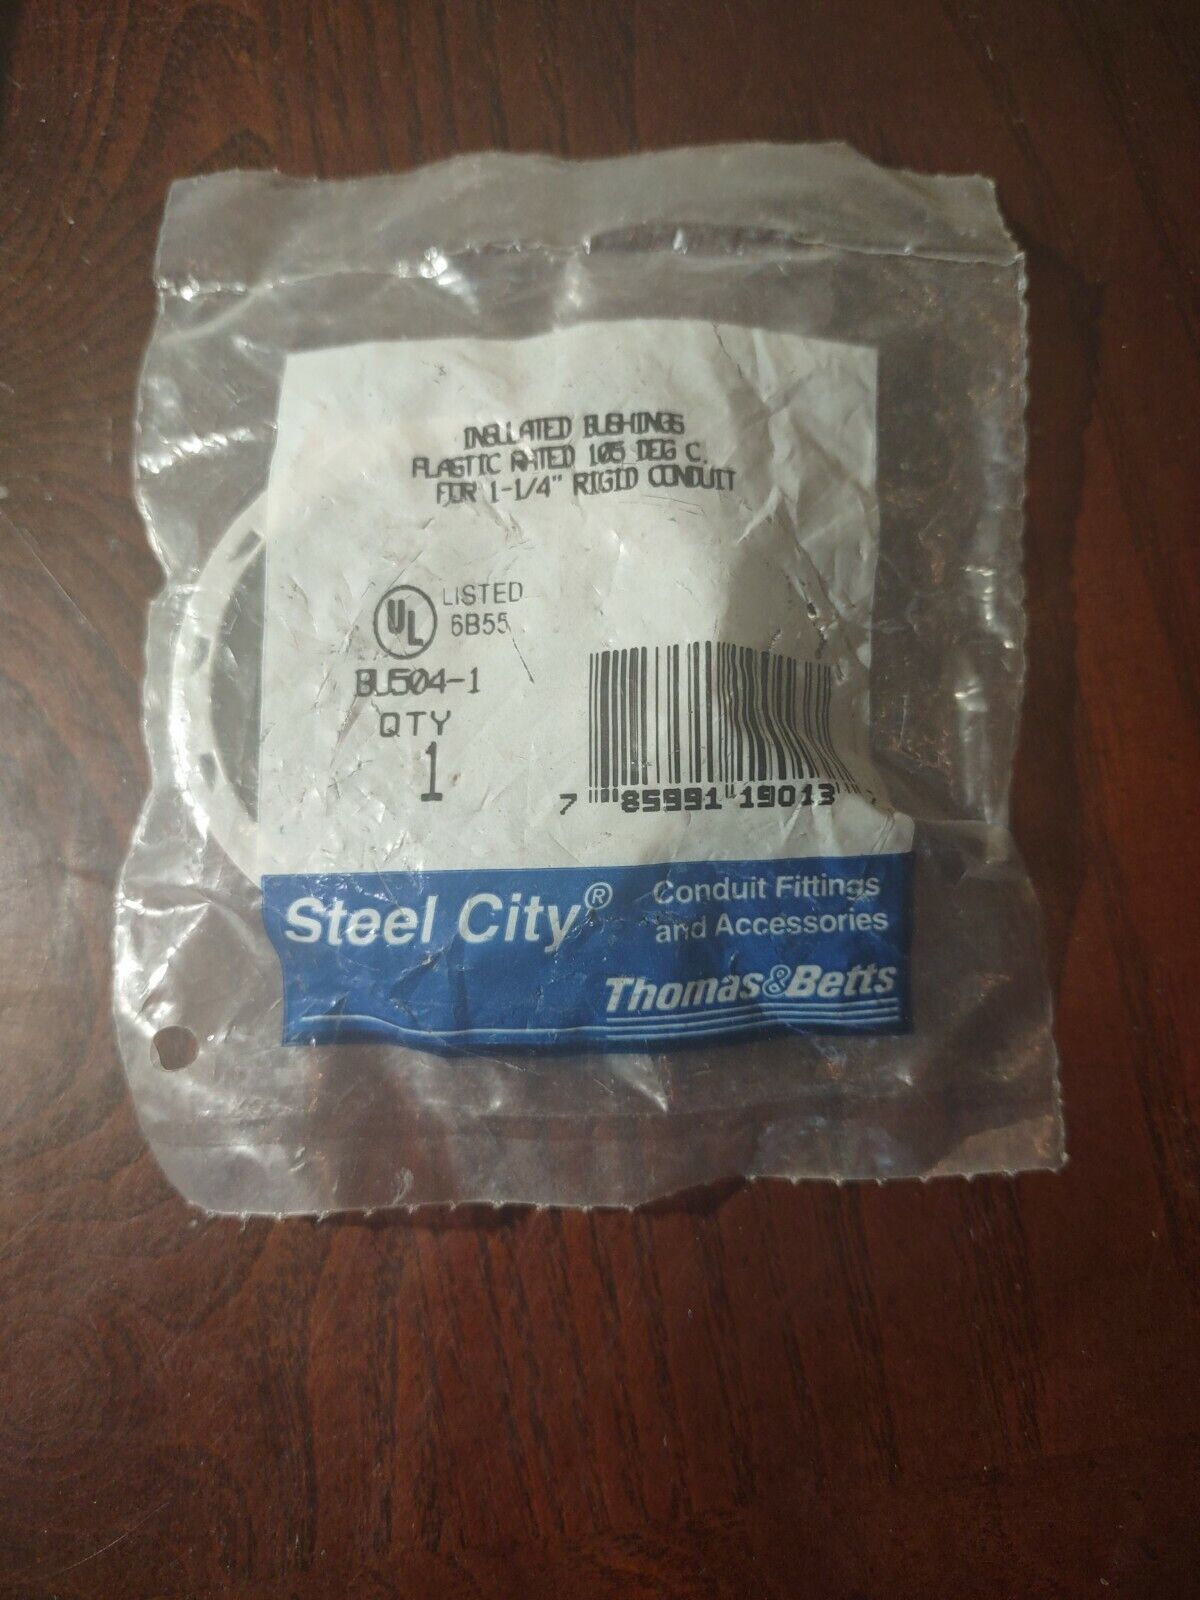 INSULATED BUSHINGS
PLASTIC RATED 105 DEG C.
FOR 1-1/4" RIGID CONDUIT
UL LISTED
6B55
BU504-1
QTY
1
7 85991 19013
Steel City® Conduit Fittings
and Accessories
Thomas&Betts